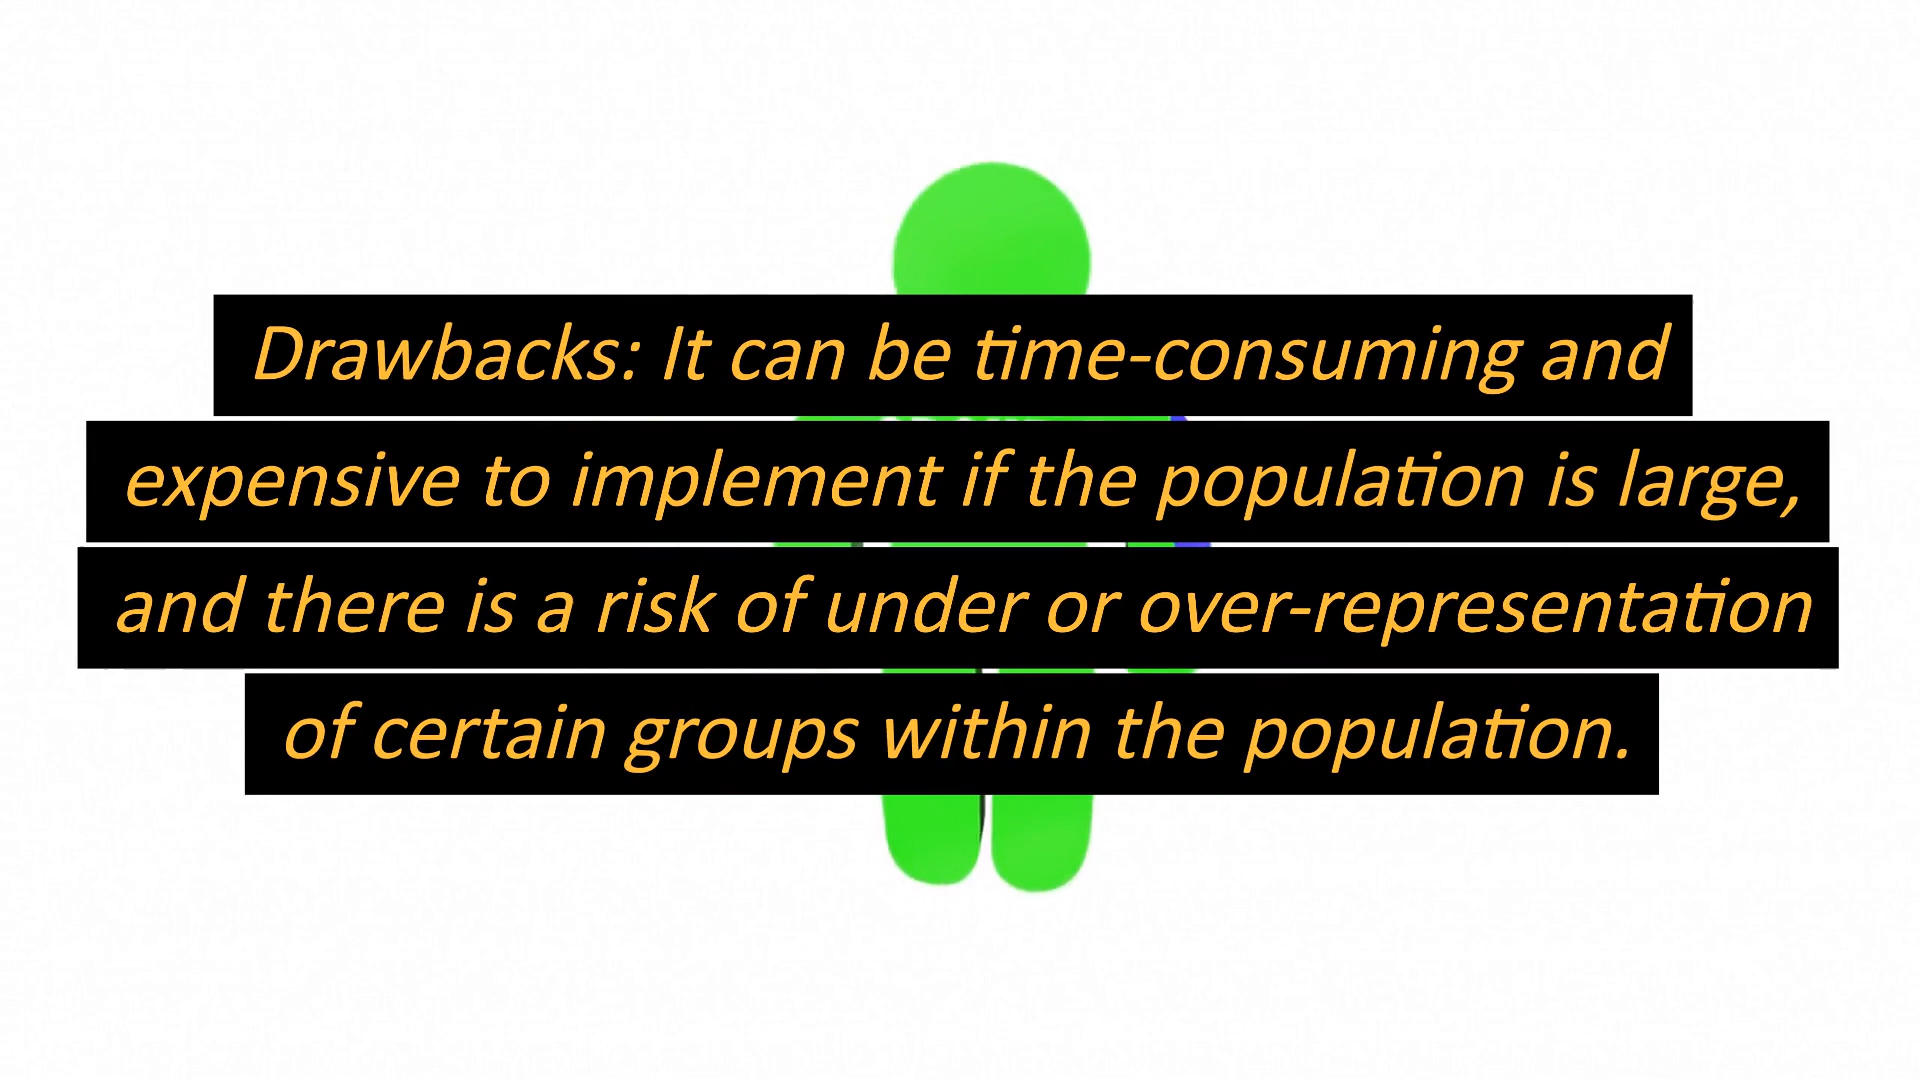 Drawbacks: It can be time-consuming and
expensive to implement if the population is large,
and there is a risk of under or over-representation
of certain groups within the population.